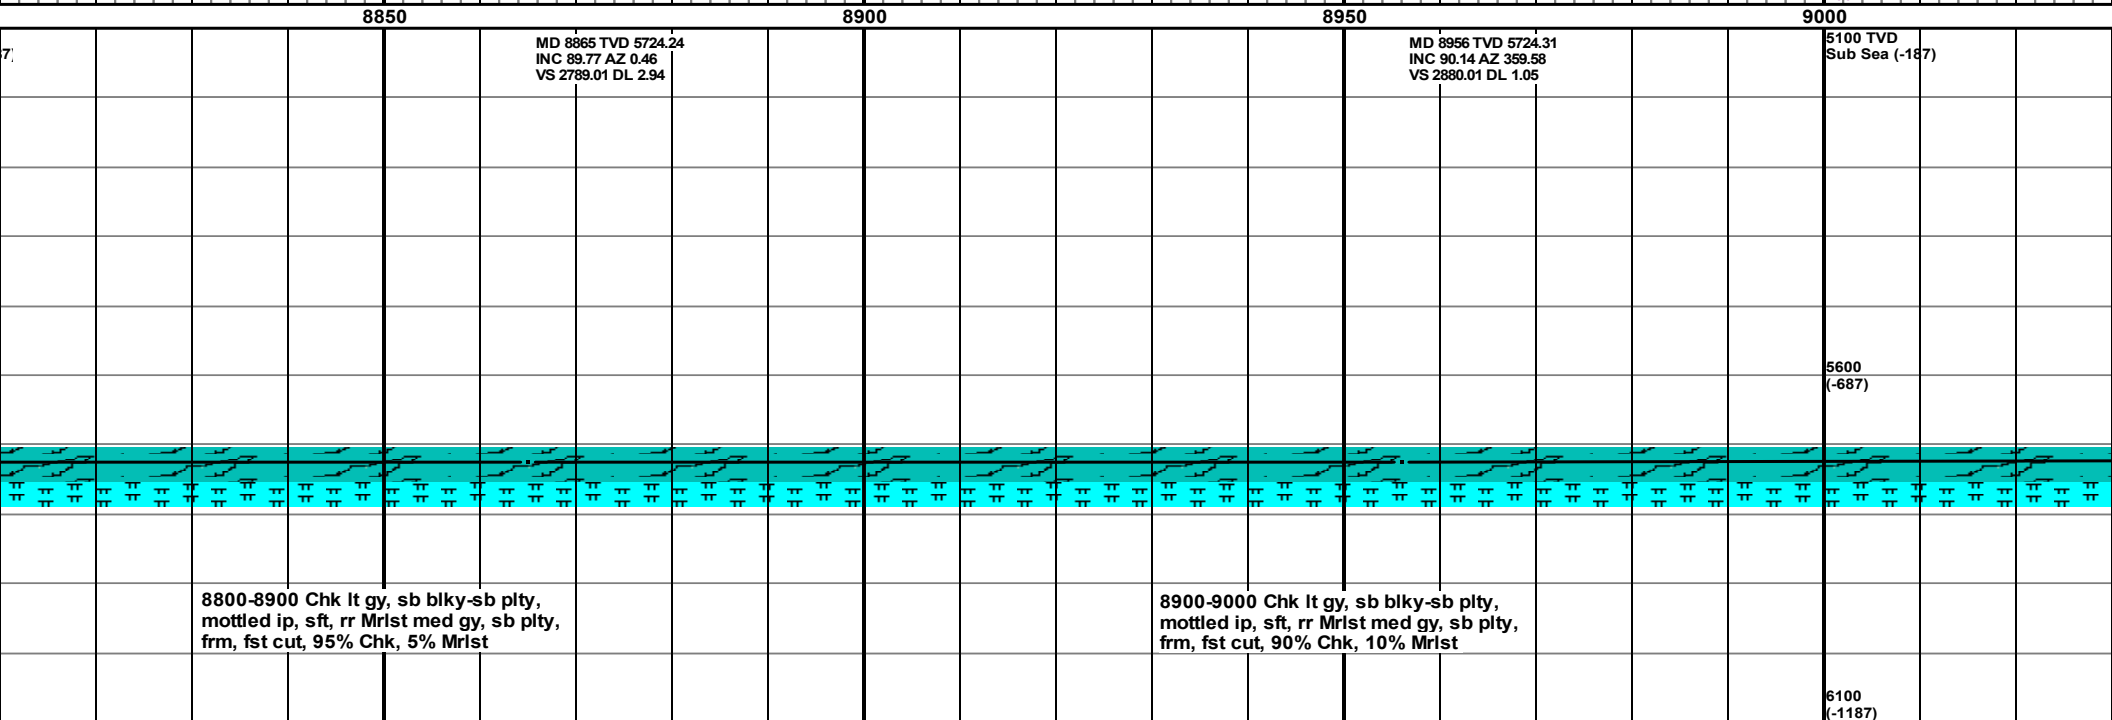 8850 8900 8950 9000
87)
MD 8865 TVD 5724.24
INC 89.77 AZ 0.46
VS 2789.01 DL 2.94
MD 8956 TVD 5724.31
INC 90.14 AZ 359.58
VS 2880.01 DL 1.05
5100 TVD
Sub Sea (-187)
5600
(-687)
8800-8900 Chk lt gy, sb blky-sb plty,
mottled ip, sft, rr Mrlst med gy, sb plty,
frm, fst cut, 95% Chk, 5% Mrlst
8900-9000 Chk lt gy, sb blky-sb plty,
mottled ip, sft, rr Mrlst med gy, sb plty,
frm, fst cut, 90% Chk, 10% Mrlst
6100
(-1187)